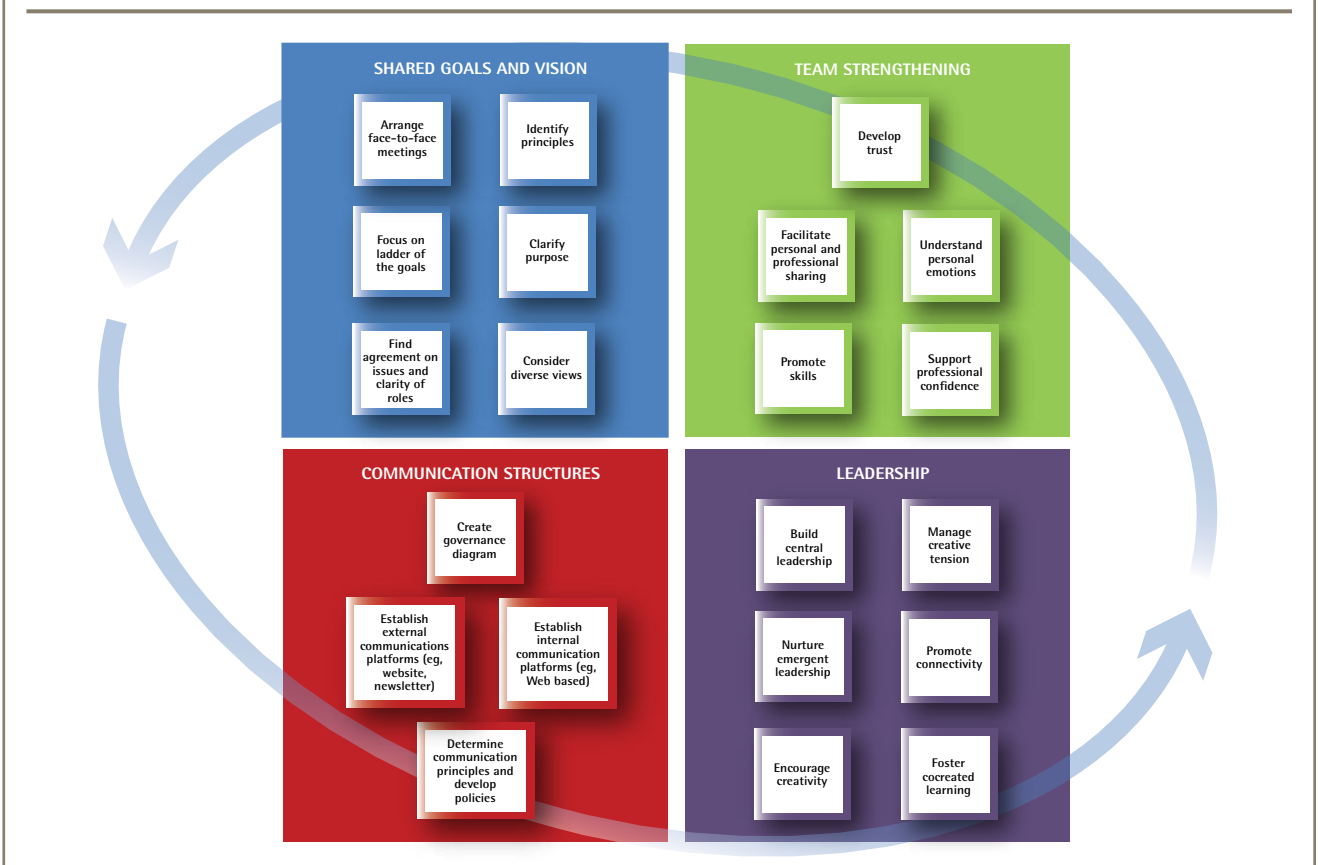 SHARED GOALS AND VISION
Arrange
face-to-face
meetings
Identify
principles
Focus on
ladder of
the goals
Clarify
purpose
Find
agreement on
issues and
clarity of
roles
Consider
diverse views
TEAM STRENGTHENING
Develop
trust
Facilitate
personal and
professional
sharing
Understand
personal
emotions
Promote
skills
Support
professional
confidence
COMMUNICATION STRUCTURES
Create
governance
diagram
Establish
external
communications
platforms (eg,
website,
newsletter)
Establish
internal
communication
platforms (eg,
Web based)
Determine
communication
principles and
develop
policies
LEADERSHIP
Build
central
leadership
Manage
creative
tension
Nurture
emergent
leadership
Promote
connectivity
Encourage
creativity
Foster
cocreated
learning